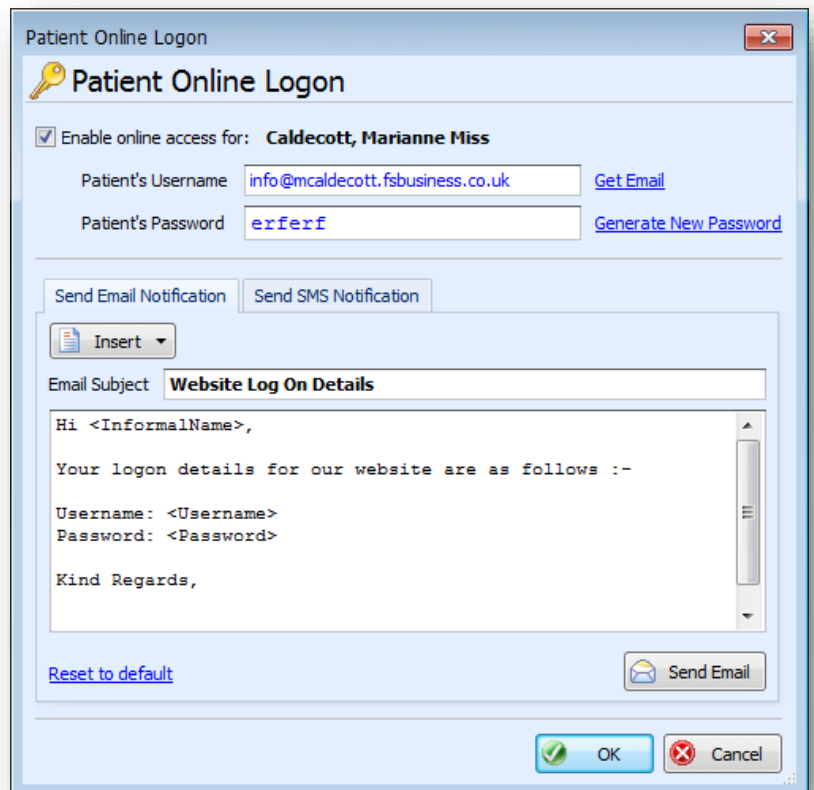 Patient Online Logon
Patient Online Logon
Enable online access for: Caldecott, Marianne Miss
Patient's Username info@mcaldecott.fsbusiness.co.uk Get Email
Patient's Password erferf Generate New Password
Send Email Notification Send SMS Notification
Insert
Email Subject Website Log On Details
Hi <InformalName>,
Your logon details for our website are as follows :-
Username: <Username>
Password: <Password>
Kind Regards,
Reset to default Send Email
OK Cancel